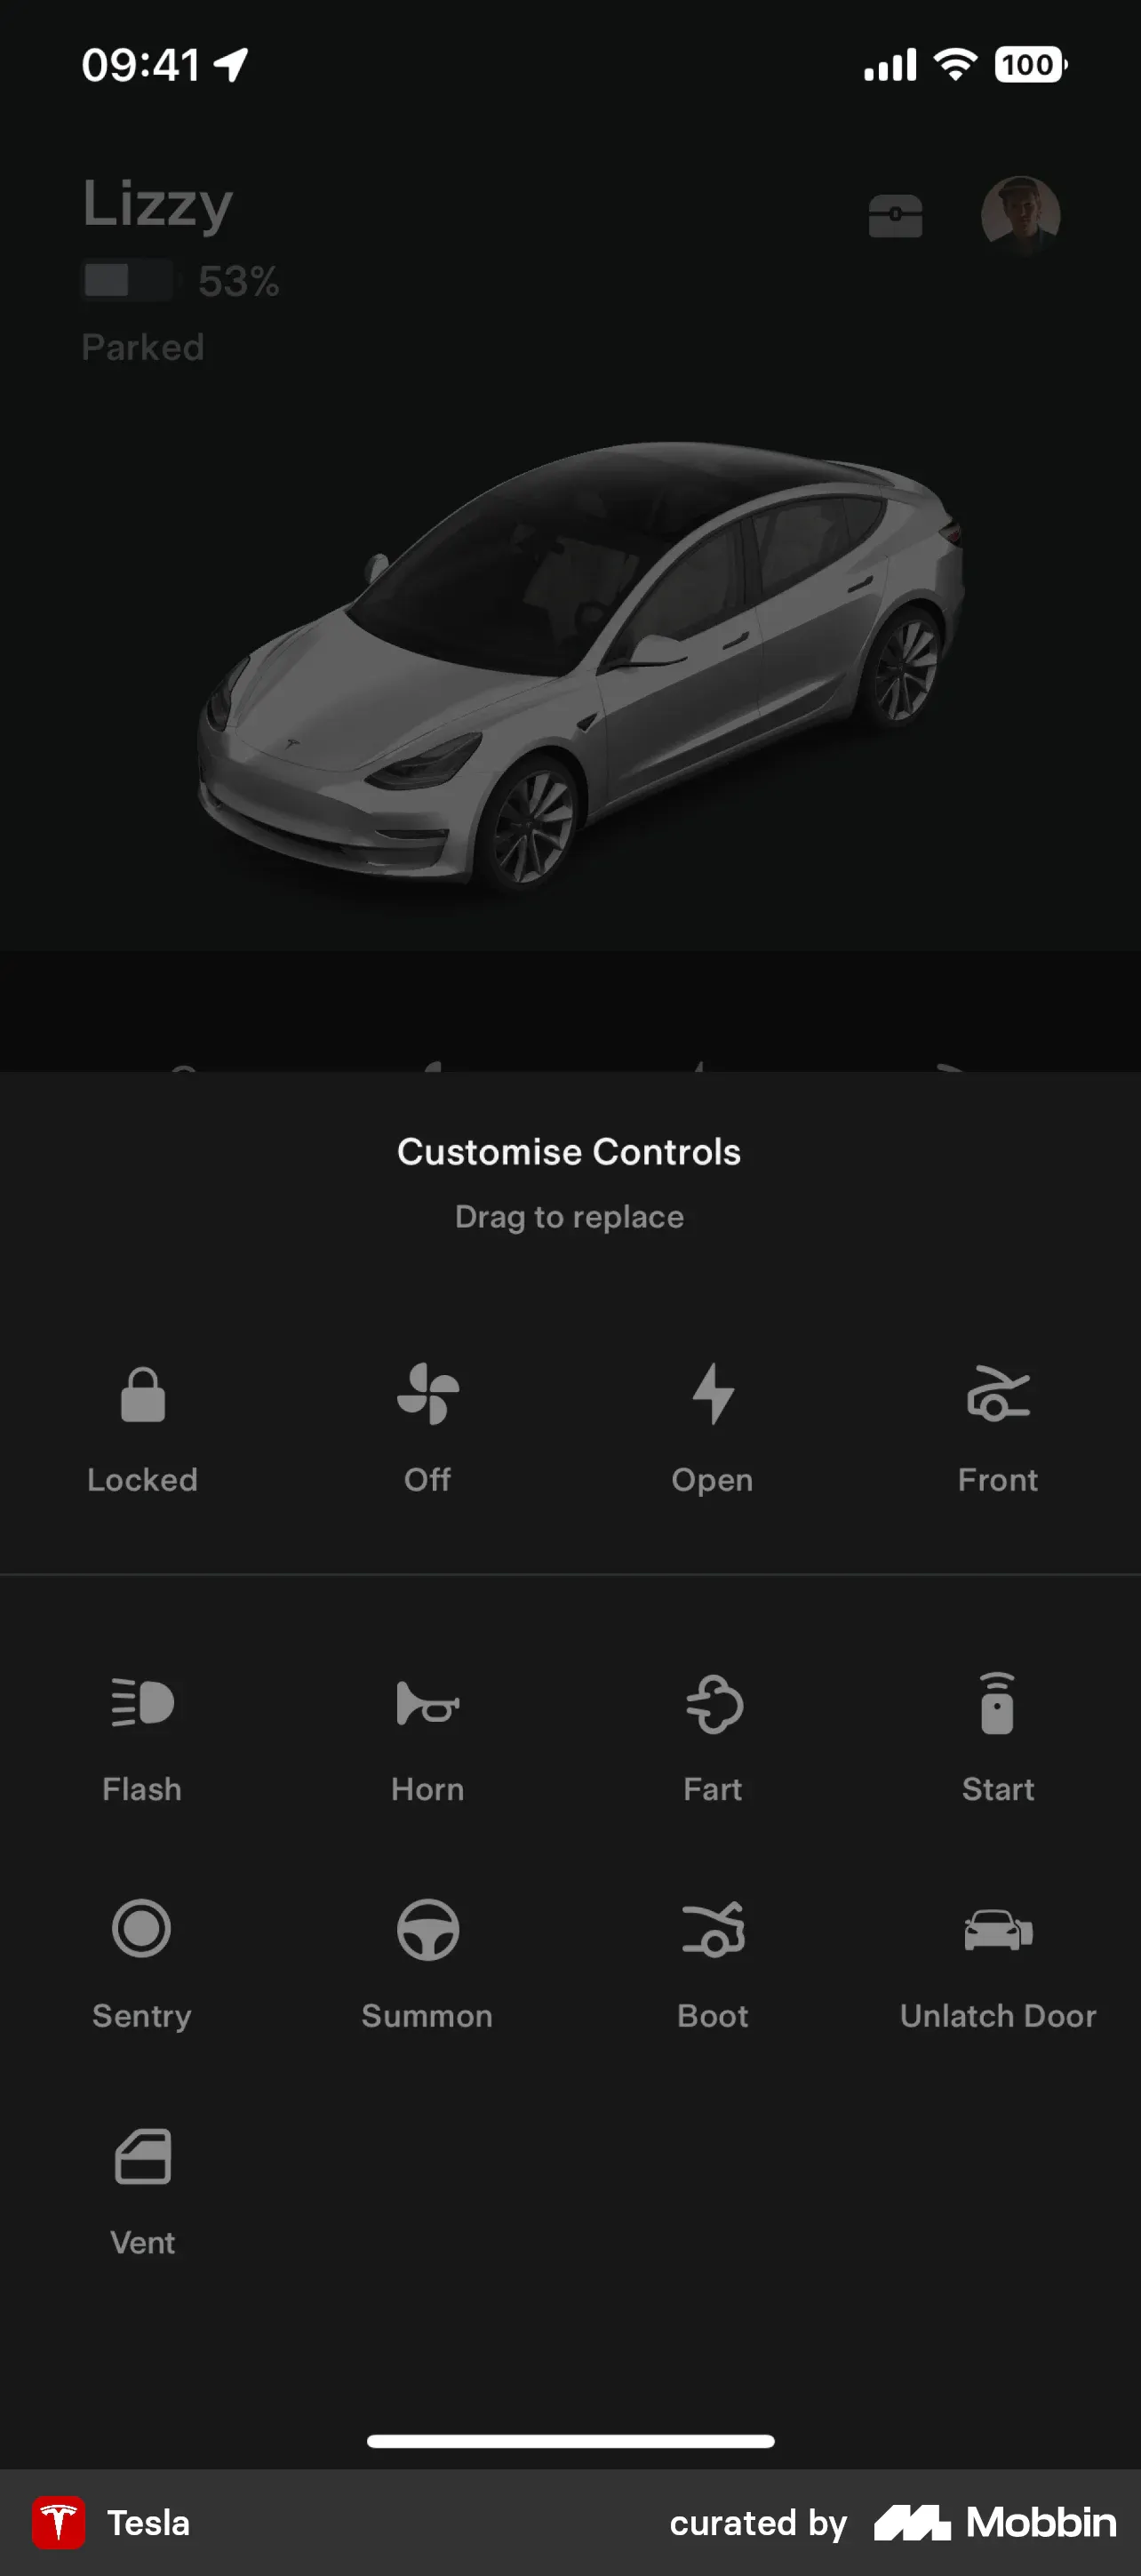 09:41
100
Lizzy
53%
Parked
Customise Controls
Drag to replace
Locked Off Open Front
Flash Horn Fart Start
Sentry Summon Boot Unlatch Door
Vent
Tesla curated by Mobbin